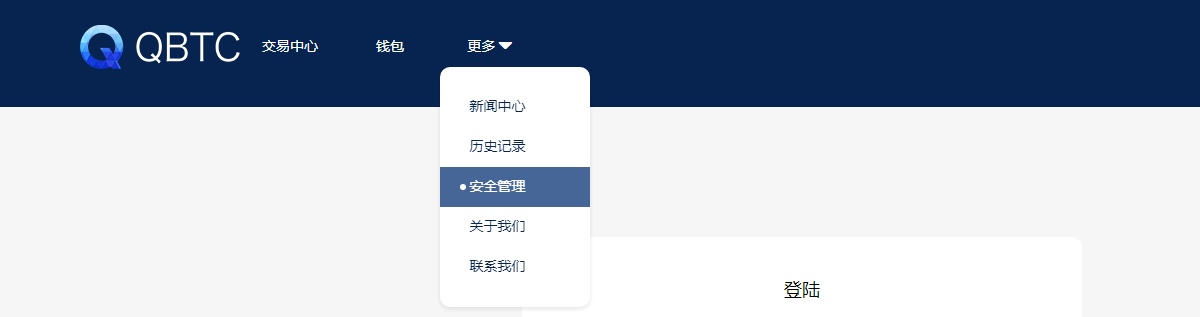 QBTC 交易中心 钱包 更多
新闻中心
历史记录
安全管理
关于我们
联系我们
登陆